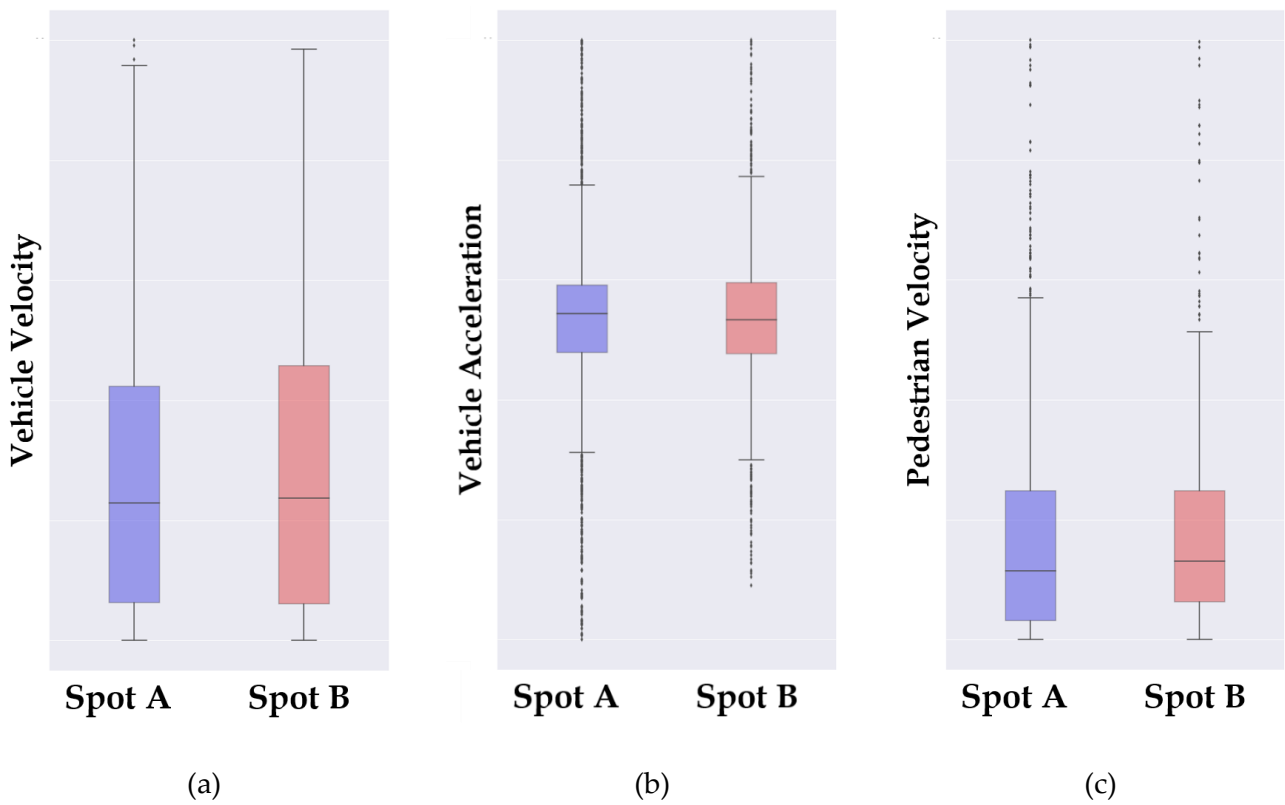 Vehicle Velocity
Spot A
Spot B
(a)
Vehicle Acceleration
Spot A
Spot B
(b)
Pedestrian Velocity
Spot A
Spot B
(c)